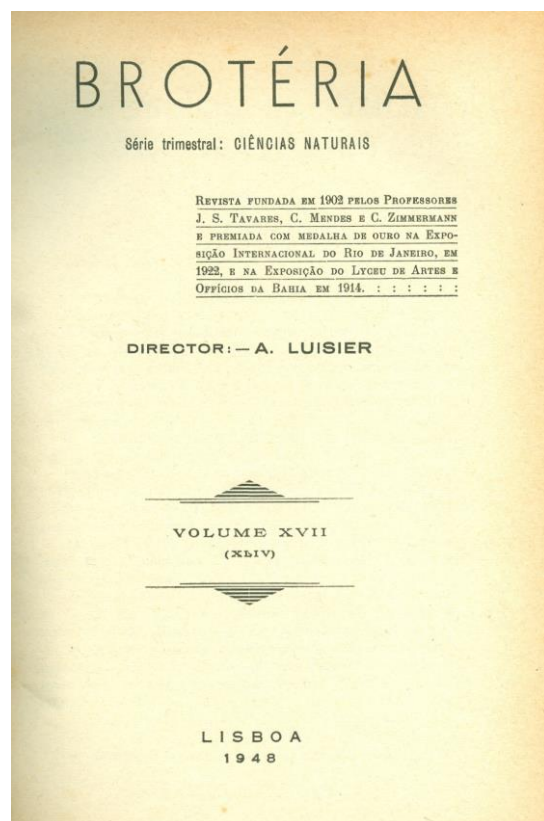 BROTÉRIA
Série trimestral: CIÊNCIAS NATURAIS
REVISTA FUNDADA EM 1902 PELOS PROFESSORES
J. S. TAVARES, C. MENDES E C. ZIMMERMANN
E PREMIADA COM MEDALHA DE OURO NA EXPO-
SIÇÃO INTERNACIONAL DO RIO DE JANEIRO, EM
1922, E NA EXPOSIÇÃO DO LYCEU DE ARTES E
OFFÍCIOS DA BAHIA EM 1914. : : : : : :
DIRECTOR: — A. LUISIER
VOLUME XVII
(XLIV)
LISBOA
1948